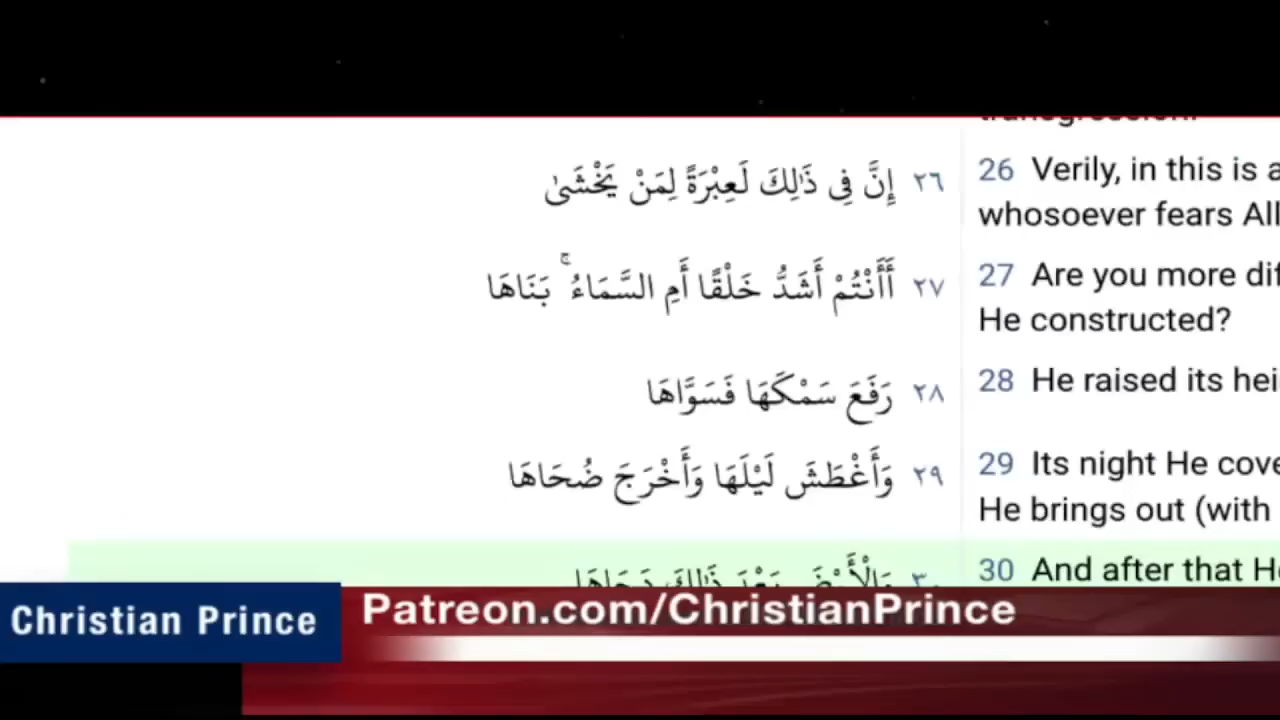 26 Verily, in this is a
whosoever fears All
إِنَّ فِى ذَٰلِكَ لَعِبْرَةً لِمَنْ يَخْشَىٰ ٢٦
27 Are you more dif
He constructed?
أَأَنْتُمْ أَشَدُّ خَلْقًا أَمِ السَّمَاءُ ۚ بَنَاهَا ٢٧
28 He raised its hei
رَفَعَ سَمْكَهَا فَسَوَّاهَا ٢٨
29 Its night He cove
He brings out (with
وَأَغْطَشَ لَيْلَهَا وَأَخْرَجَ ضُحَاهَا ٢٩
30 And after that He
Christian Prince
Patreon.com/ChristianPrince